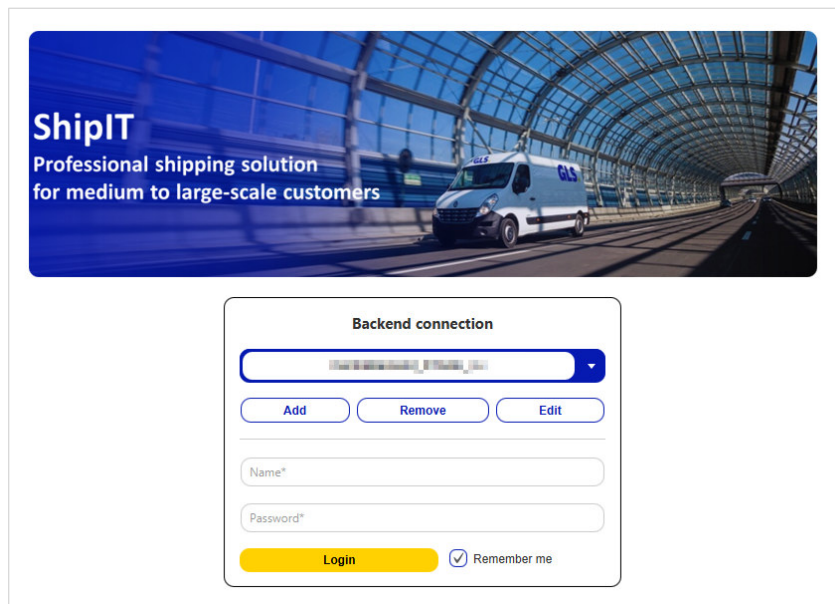 ShipIT
Professional shipping solution
for medium to large-scale customers
GLS
GLS
Backend connection
Add
Remove
Edit
Name*
Password*
Login
Remember me